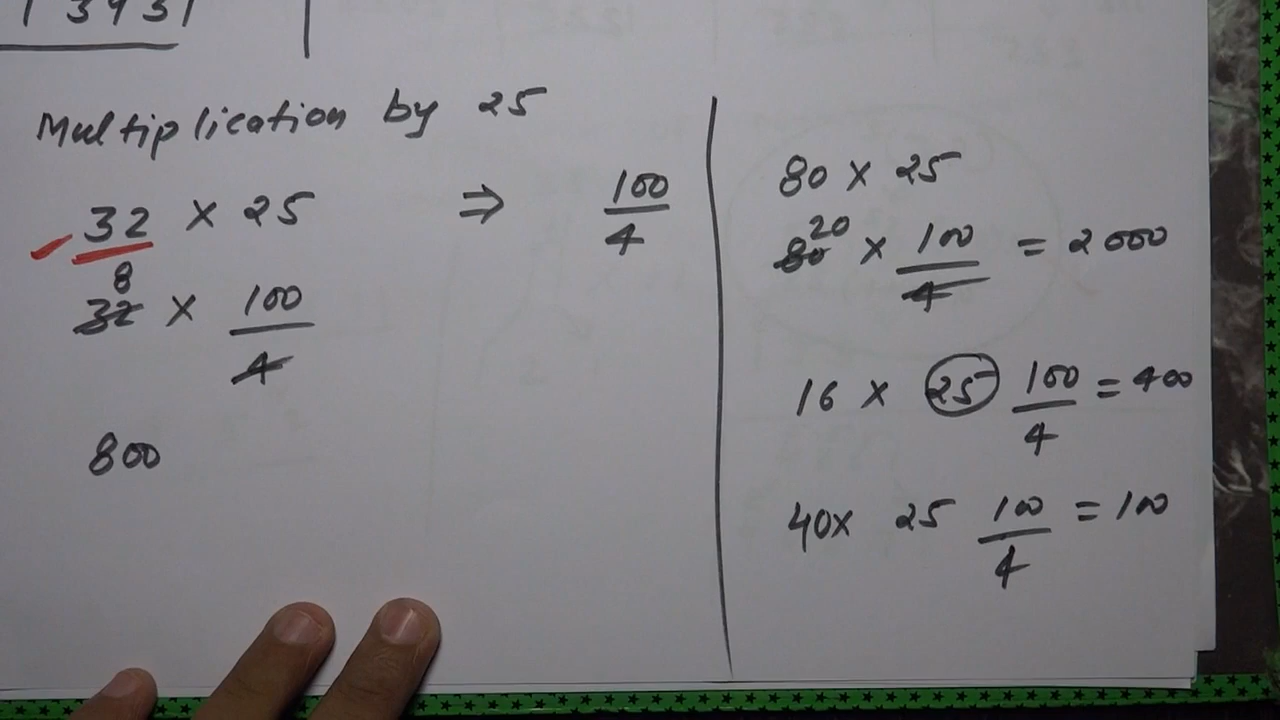 13431
Multiplication by 25
32 × 25 ⇒ 100/4
8
32 × 100/4
800
80 × 25
20
80 × 100/4 = 2000
16 × 25 100/4 = 400
40× 25 100/4 = 100